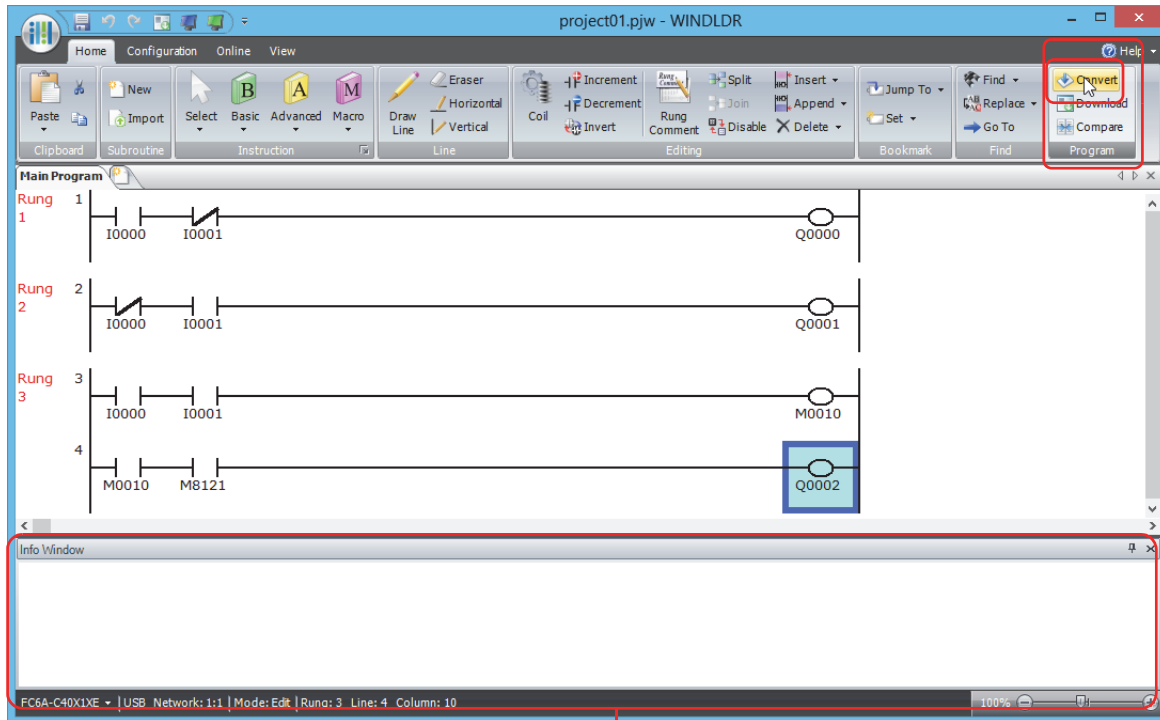 project01.pjw - WINDLDR
Home Configuration Online View Help
Paste
Clipboard
New
Import
Subroutine
Select Basic Advanced Macro
B A M
Instruction
Draw Line
Eraser
Horizontal
Vertical
Line
Coil
Increment
Decrement
Invert
Rung Comment
Split
Join
Disable
Insert
Append
Delete
Editing
Jump To
Set
Bookmark
Find
Replace
Go To
Find
Convert
Download
Compare
Program
Main Program
Rung 1
1
I0000 I0001 Q0000
Rung 2
2
I0000 I0001 Q0001
Rung 3
3
I0000 I0001 M0010
4
M0010 M8121 Q0002
Info Window
FC6A-C40X1XE | USB Network: 1:1 | Mode: Edit | Rung: 3 Line: 4 Column: 10 100%